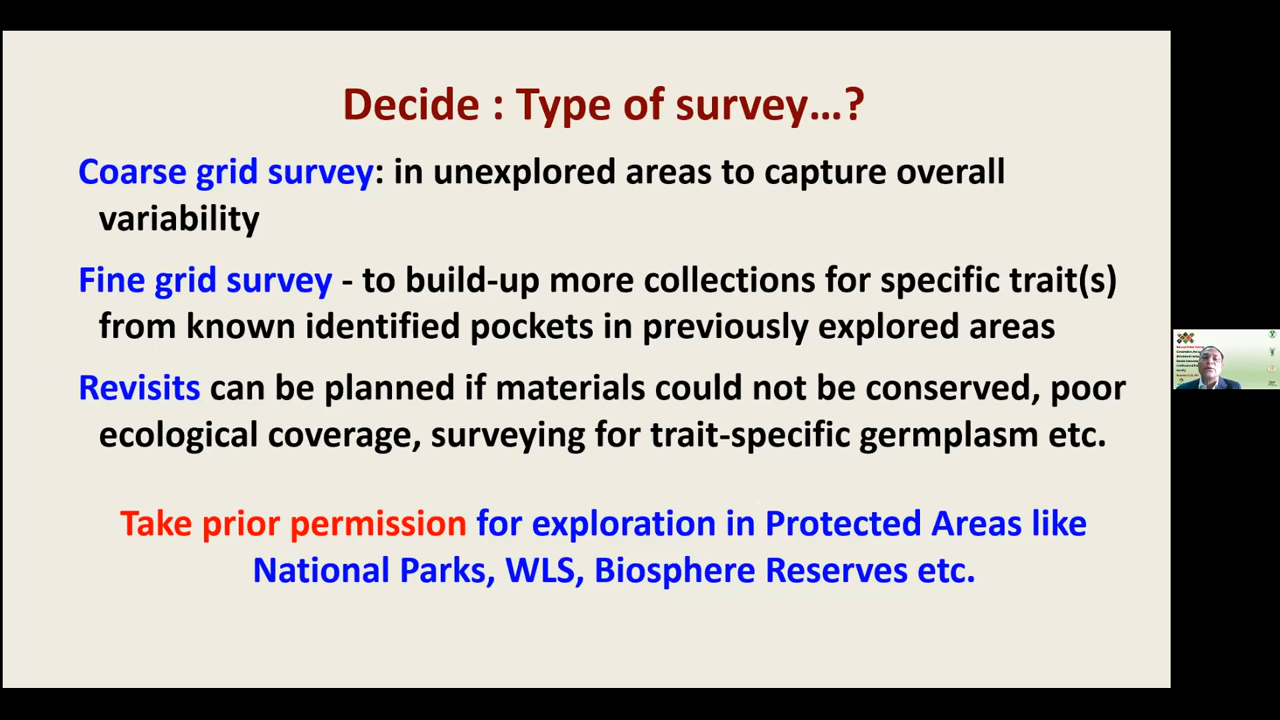 Decide : Type of survey...?
Coarse grid survey: in unexplored areas to capture overall
variability
Fine grid survey - to build-up more collections for specific trait(s)
from known identified pockets in previously explored areas
Revisits can be planned if materials could not be conserved, poor
ecological coverage, surveying for trait-specific germplasm etc.
Take prior permission for exploration in Protected Areas like
National Parks, WLS, Biosphere Reserves etc.